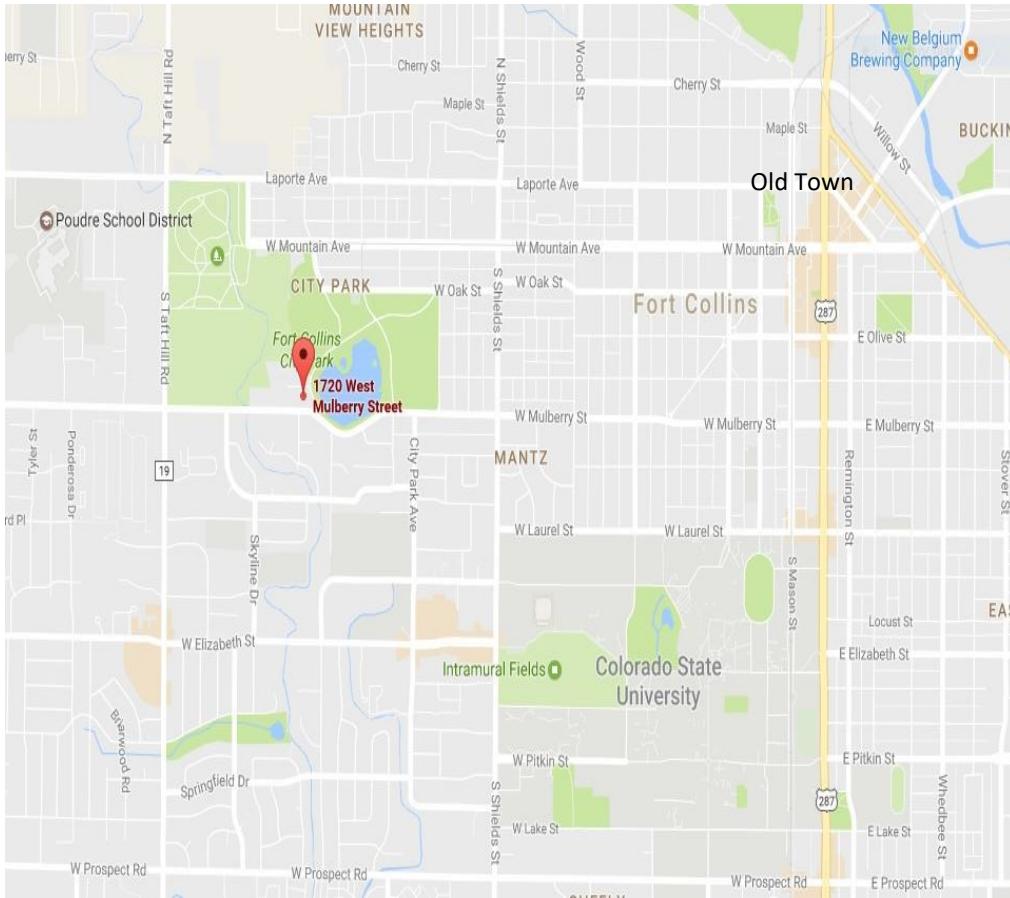 MOUNTAIN
VIEW HEIGHTS
New Belgium
Brewing Company
N Taft Hill Rd
N Shields St
Wood St
Cherry St
Cherry St
Maple St
Maple St
Willow St
Laporte Ave
Laporte Ave
Old Town
Poudre School District
W Mountain Ave
W Mountain Ave
W Mountain Ave
CITY PARK
W Oak St
W Oak St
S Shields St
Fort Collins
287
S Taft Hill Rd
Fort Collins
E Olive St
1720 West
Mulberry Street
W Mulberry St
W Mulberry St
E Mulberry St
Tyler St
Ponderosa Dr
19
City Park Ave
MANTZ
Remington St
Stover St
W Laurel St
W Laurel St
Skyline Dr
S Mason St
Locust St
W Elizabeth St
E Elizabeth St
Intramural Fields
Colorado State
University
Briarwood Rd
Springfield Dr
W Pitkin St
E Pitkin St
S Shields St
287
Whedbee St
W Lake St
E Lake St
W Prospect Rd
W Prospect Rd
W Prospect Rd
E Prospect Rd